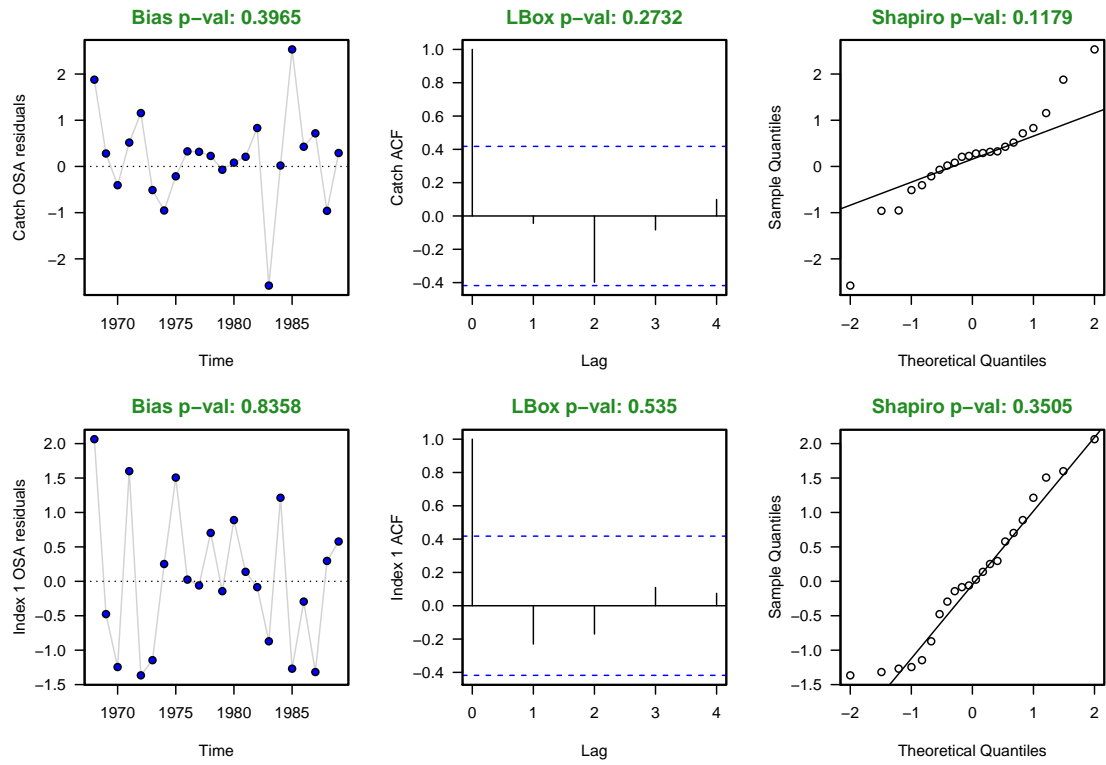 Bias p−val: 0.3965
Catch OSA residuals
2
1
0
−1
−2
1970 1975 1980 1985
Time
LBox p−val: 0.2732
Catch ACF
1.0
0.8
0.6
0.4
0.2
0.0
−0.2
−0.4
0 1 2 3 4
Lag
Shapiro p−val: 0.1179
Sample Quantiles
2
1
0
−1
−2
−2 −1 0 1 2
Theoretical Quantiles
Bias p−val: 0.8358
Index 1 OSA residuals
2.0
1.5
1.0
0.5
0.0
−0.5
−1.0
−1.5
1970 1975 1980 1985
Time
LBox p−val: 0.535
Index 1 ACF
1.0
0.8
0.6
0.4
0.2
0.0
−0.2
−0.4
0 1 2 3 4
Lag
Shapiro p−val: 0.3505
Sample Quantiles
2.0
1.5
1.0
0.5
0.0
−0.5
−1.0
−1.5
−2 −1 0 1 2
Theoretical Quantiles